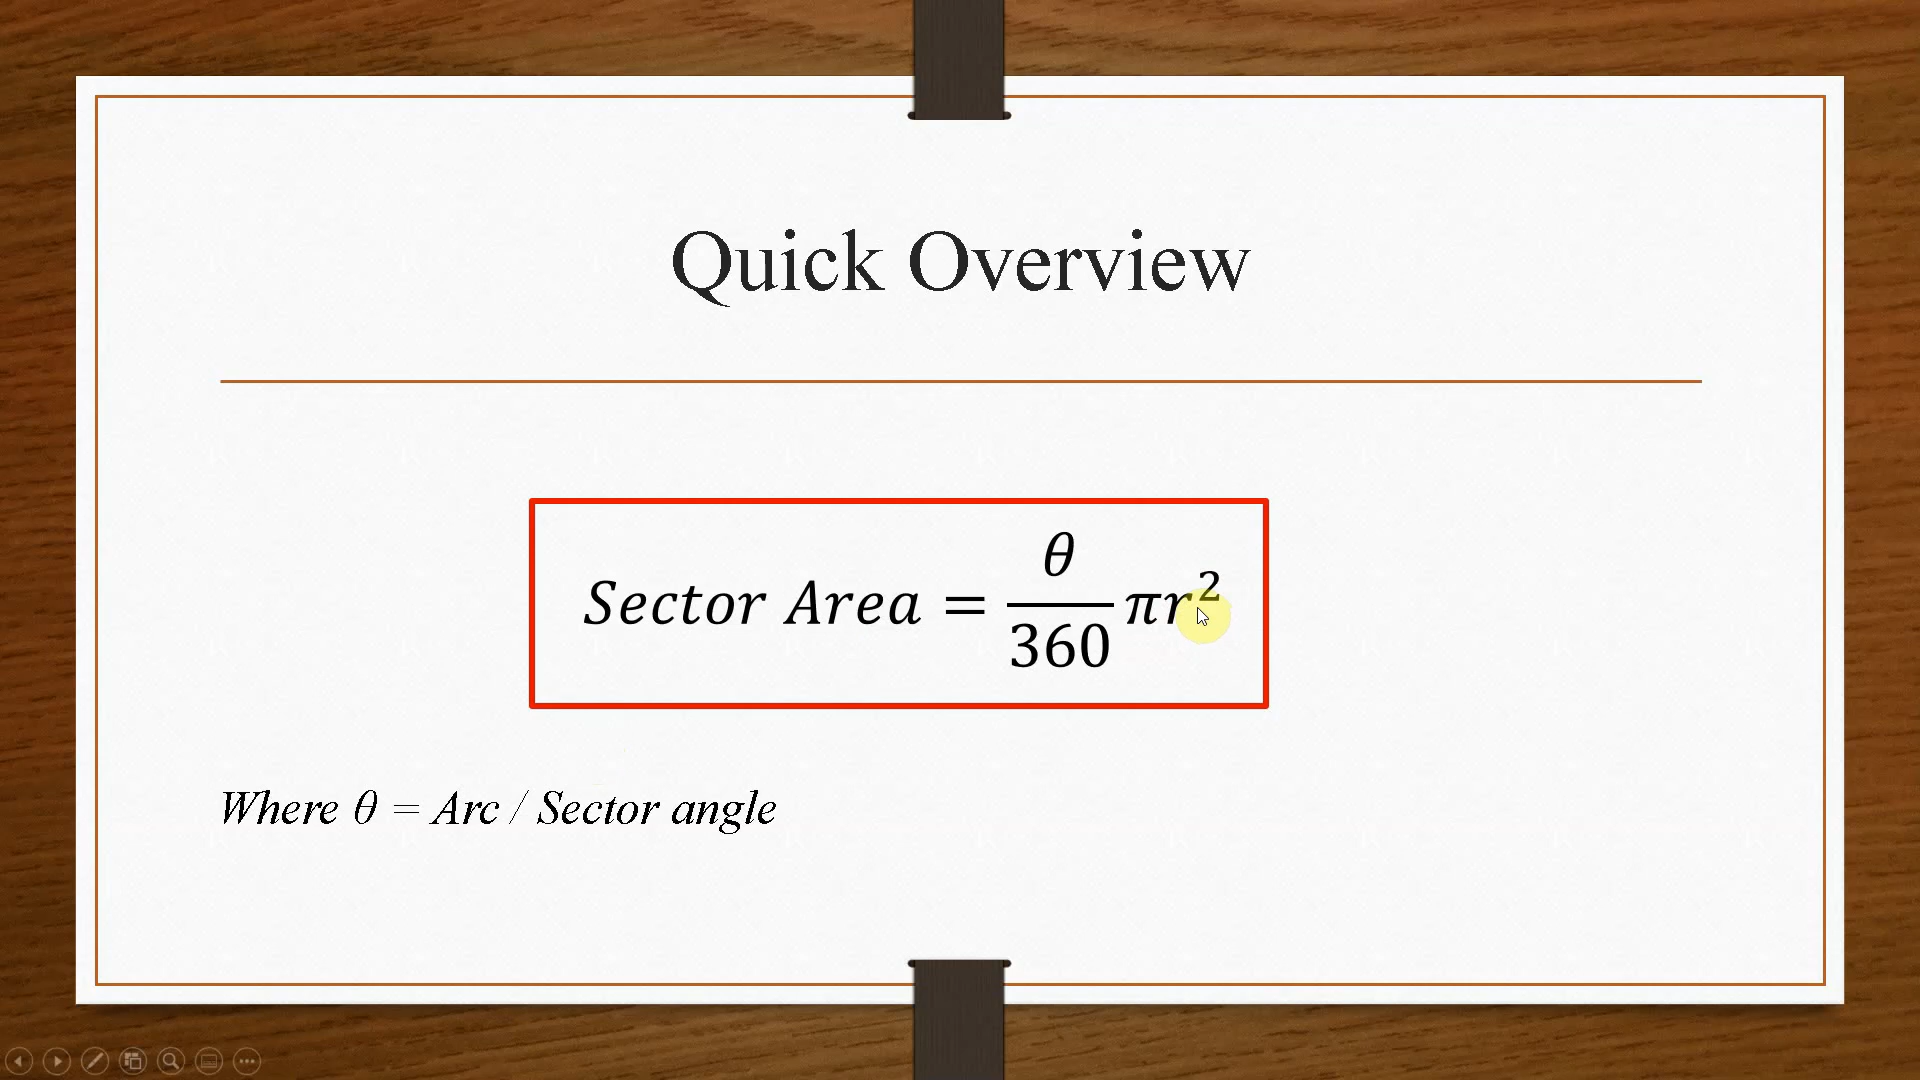 Quick Overview
Sector Area = θ/360 πr²
Where θ = Arc / Sector angle